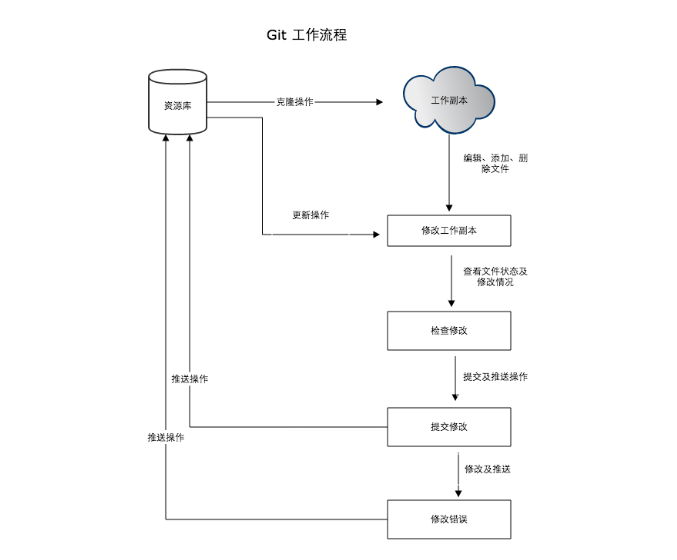 Git 工作流程
资源库
克隆操作
工作副本
编辑、添加、删
除文件
更新操作
修改工作副本
查看文件状态及
修改情况
检查修改
推送操作
提交及推送操作
推送操作
提交修改
修改及推送
修改错误